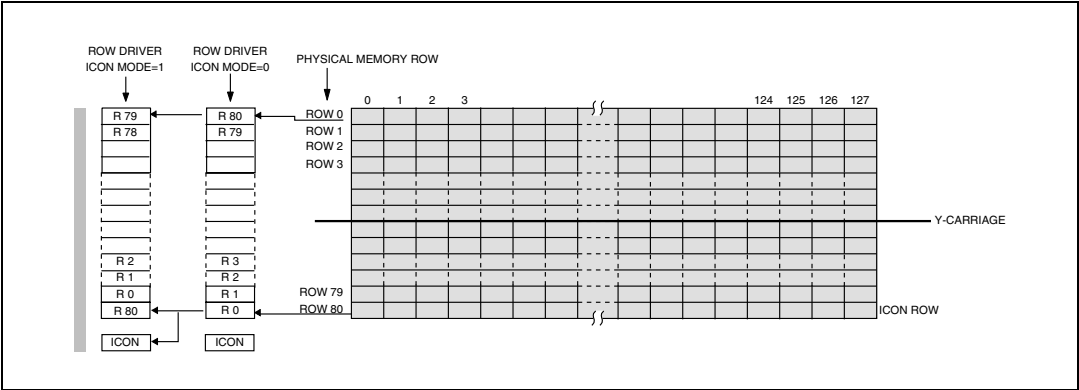 ROW DRIVER
ICON MODE=1
ROW DRIVER
ICON MODE=0
PHYSICAL MEMORY ROW
0 1 2 3 124 125 126 127
R 79 R 80 ROW 0
R 78 R 79 ROW 1
ROW 2
ROW 3
Y-CARRIAGE
R 2 R 3
R 1 R 2
R 0 R 1 ROW 79
R 80 R 0 ROW 80 ICON ROW
ICON ICON